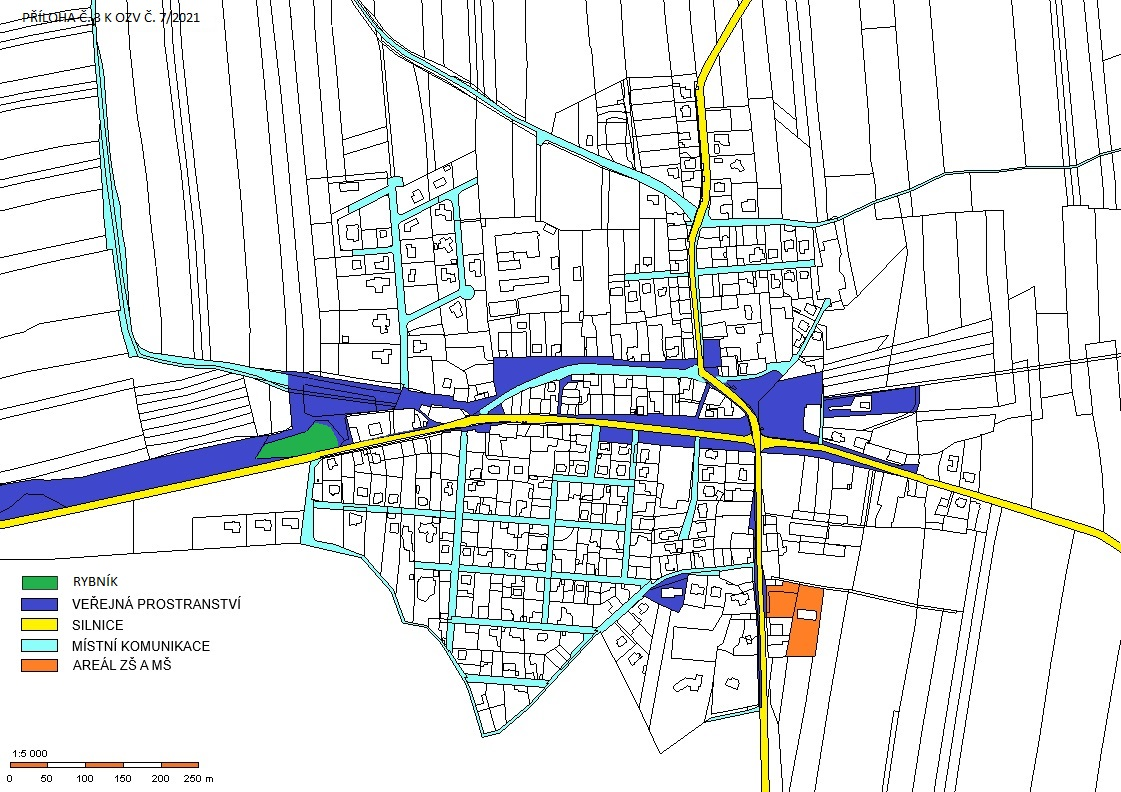 PŘÍLOHA Č. 3 K OZV Č. 7/2021
RYBNÍK
VEŘEJNÁ PROSTRANSTVÍ
SILNICE
MÍSTNÍ KOMUNIKACE
AREÁL ZŠ A MŠ
1:5 000
0 50 100 150 200 250 m